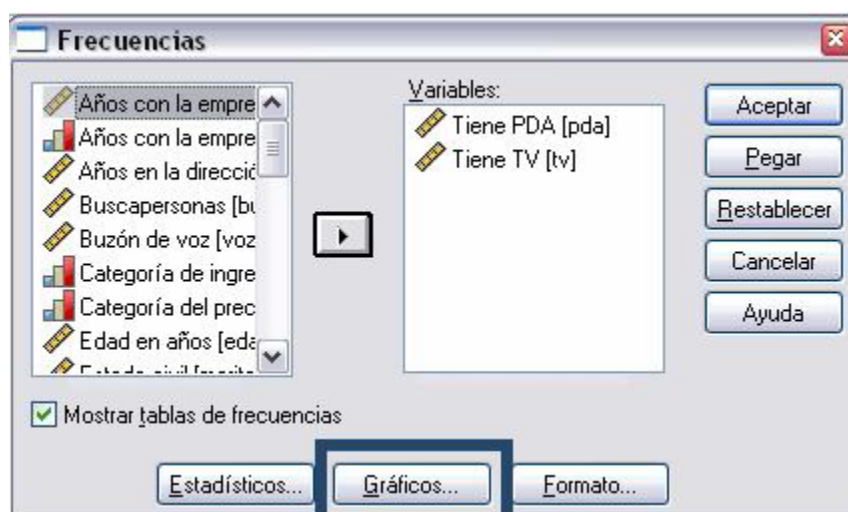 Frecuencias
Años con la empre
Años con la empre
Años en la direcció
Buscapersonas [bu
Buzón de voz [voz
Categoría de ingre
Categoría del prec
Edad en años [eda
Variables:
Tiene PDA [pda]
Tiene TV [tv]
Aceptar
Pegar
Restablecer
Cancelar
Ayuda
Mostrar tablas de frecuencias
Estadísticos...
Gráficos...
Formato...